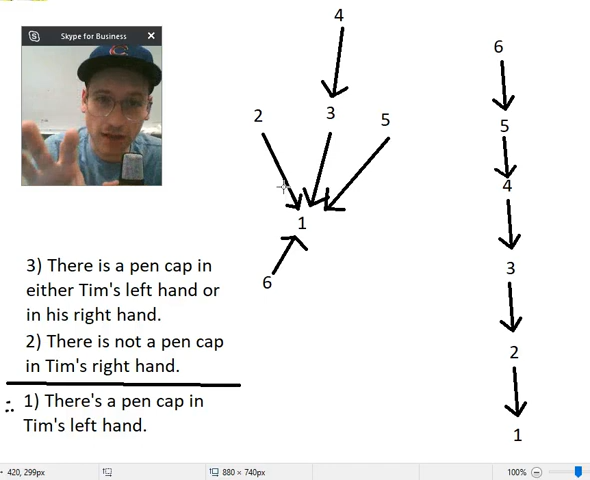 Skype for Business
4
6
2
3
5
5
4
1
3
6
3) There is a pen cap in
either Tim's left hand or
in his right hand.
2) There is not a pen cap
in Tim's right hand.
2
∴ 1) There's a pen cap in
Tim's left hand.
1
420, 299px
880 × 740px
100%